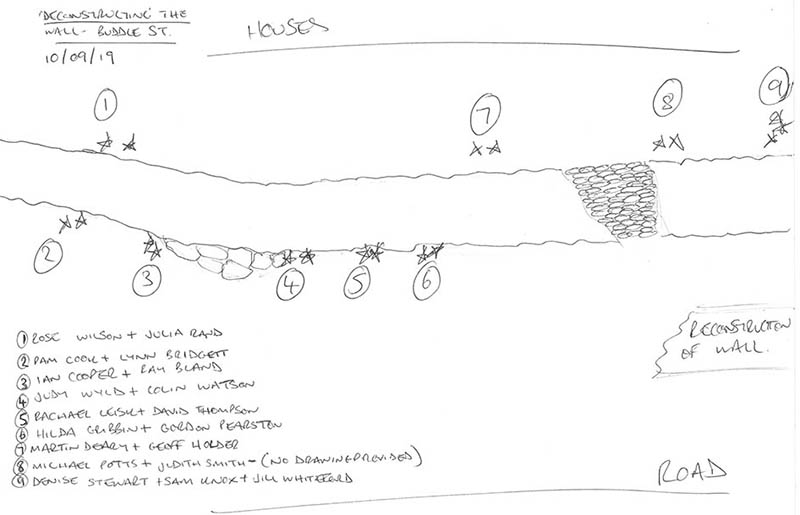 'DECONSTRUCTING' THE
WALL - BUDDLE ST.
10/09/19
HOUSES
1
7
8
9
2
3
4
5
6
① ROSE WILSON + JULIA RAND
② PAM COOK + LYNN BRIDGETT
③ IAN COOPER + RAY BLAND
④ JUDY WYLD + COLIN WATSON
⑤ RACHAEL LEISK + DAVID THOMPSON
⑥ HILDA GRIBBIN + GORDON PEARSTON
⑦ MARTIN DEARY + GEOFF HOLDER
⑧ MICHAEL POTTS + JUDITH SMITH - (NO DRAWING PROVIDED)
⑨ DENISE STEWART + SAM KNOX + JILL WHITEFORD
RECONSTRUCTION
OF WALL.
ROAD